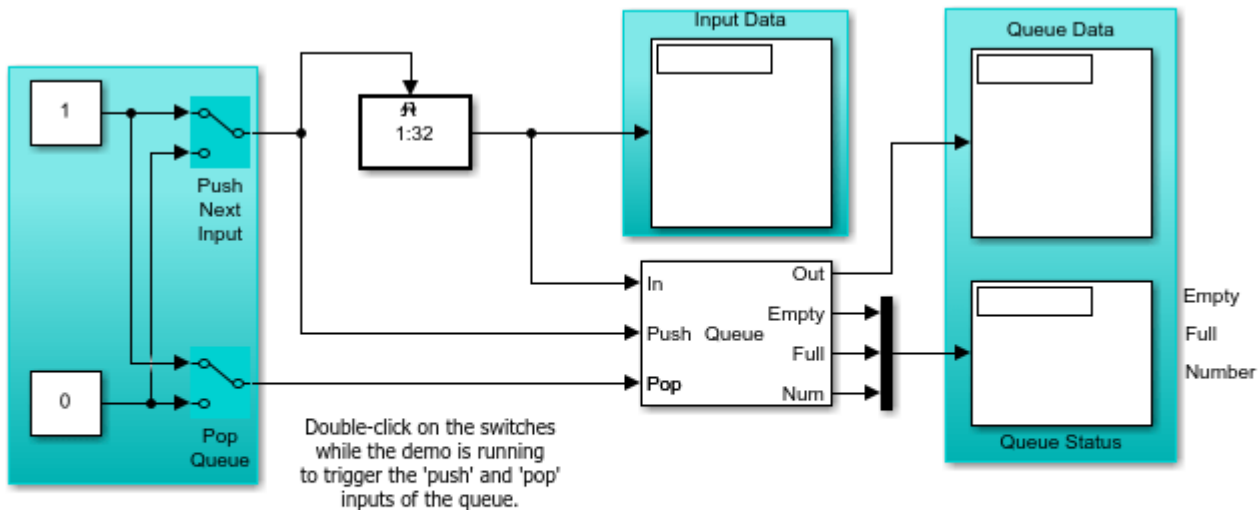 Input Data
Queue Data
1
1:32
Push
Next
Input
In
Out
Empty
Push
Queue
Full
Pop
Num
Empty
Full
Number
0
Pop
Queue
Queue Status
Double-click on the switches
while the demo is running
to trigger the 'push' and 'pop'
inputs of the queue.